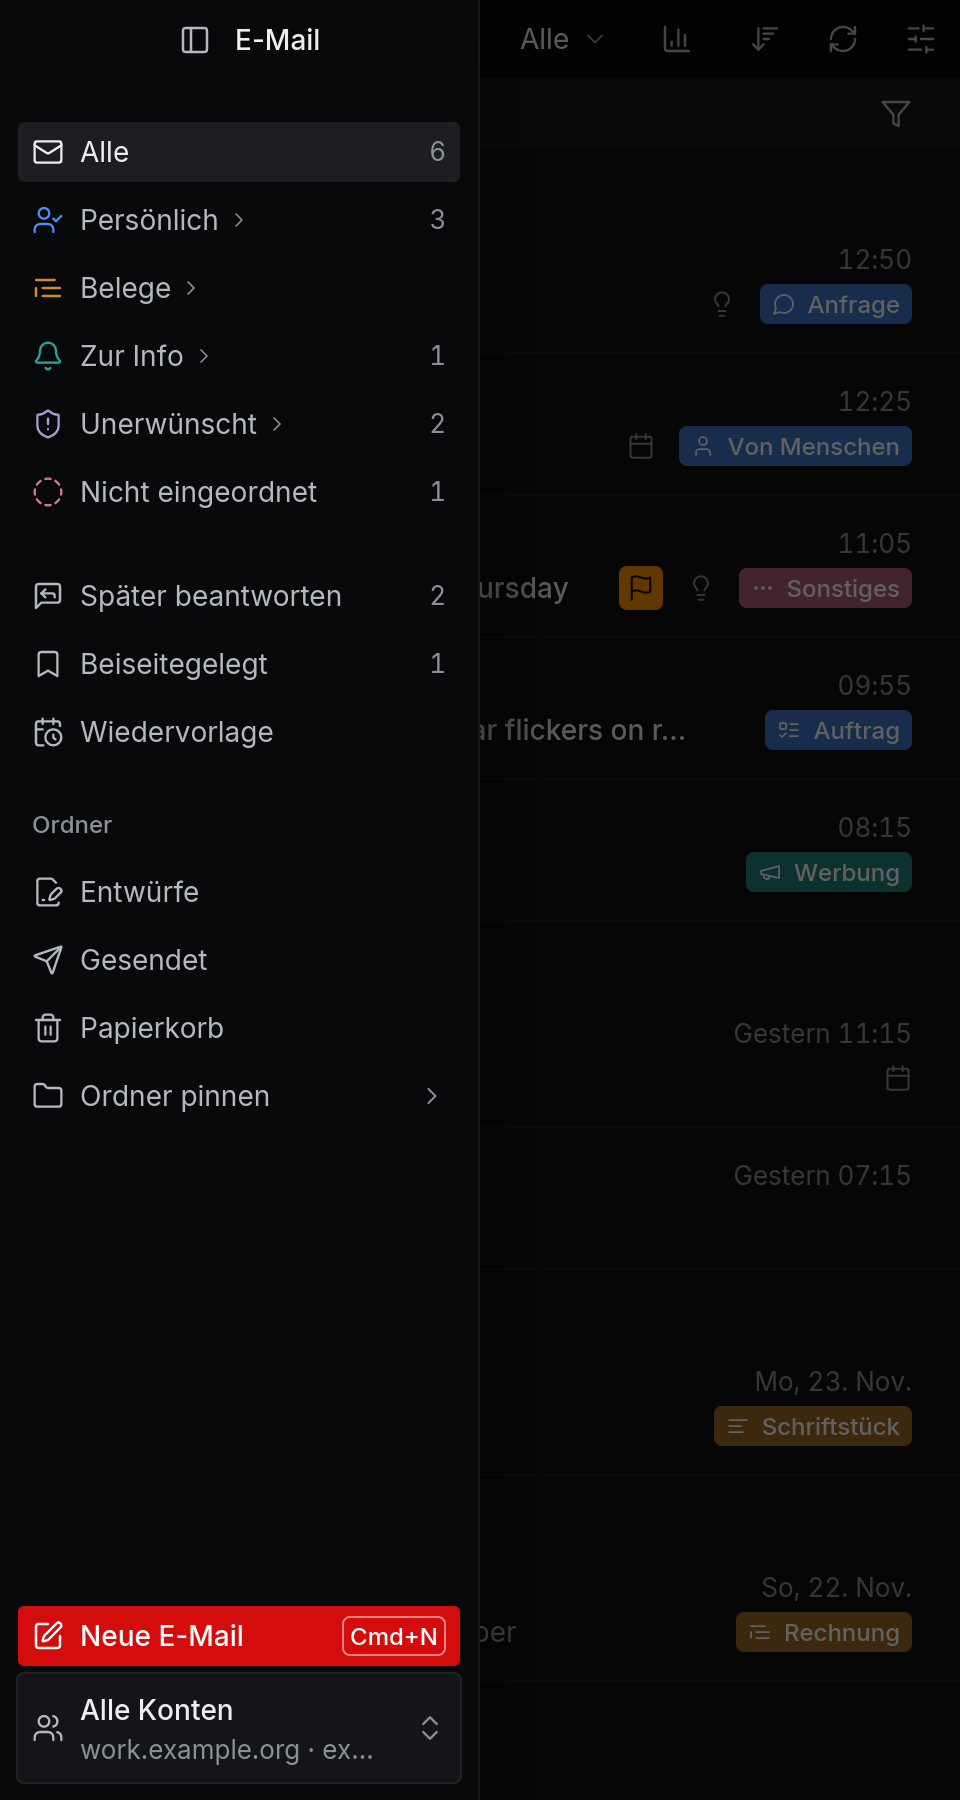 E-Mail
Alle
Alle 6
Persönlich 3
Belege
Zur Info 1
Unerwünscht 2
Nicht eingeordnet 1
Später beantworten 2
Beiseitegelegt 1
Wiedervorlage
Ordner
Entwürfe
Gesendet
Papierkorb
Ordner pinnen
Neue E-Mail Cmd+N
Alle Konten
work.example.org · ex...
12:50
Anfrage
12:25
Von Menschen
11:05
Sonstiges
09:55
flickers on r... Auftrag
08:15
Werbung
Gestern 11:15
Gestern 07:15
Mo, 23. Nov.
Schriftstück
So, 22. Nov.
Rechnung